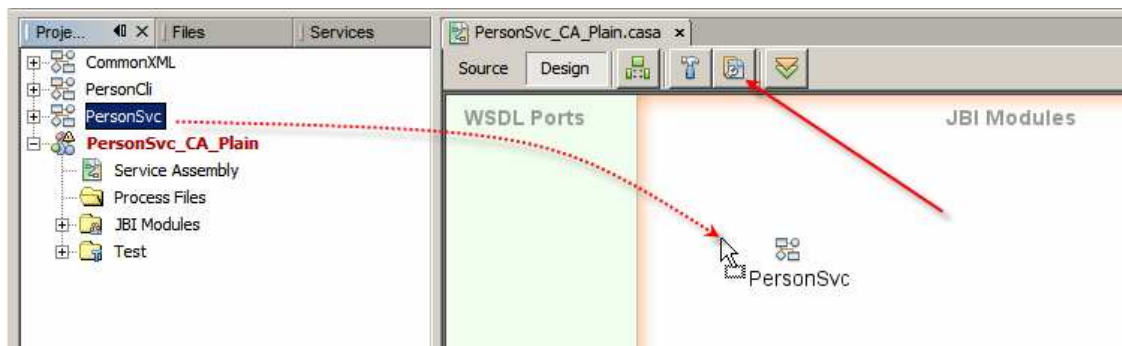 Proje...
Files
Services
CommonXML
PersonCli
PersonSvc
PersonSvc_CA_Plain
Service Assembly
Process Files
JBI Modules
Test
PersonSvc_CA_Plain.casa
Source
Design
WSDL Ports
JBI Modules
PersonSvc